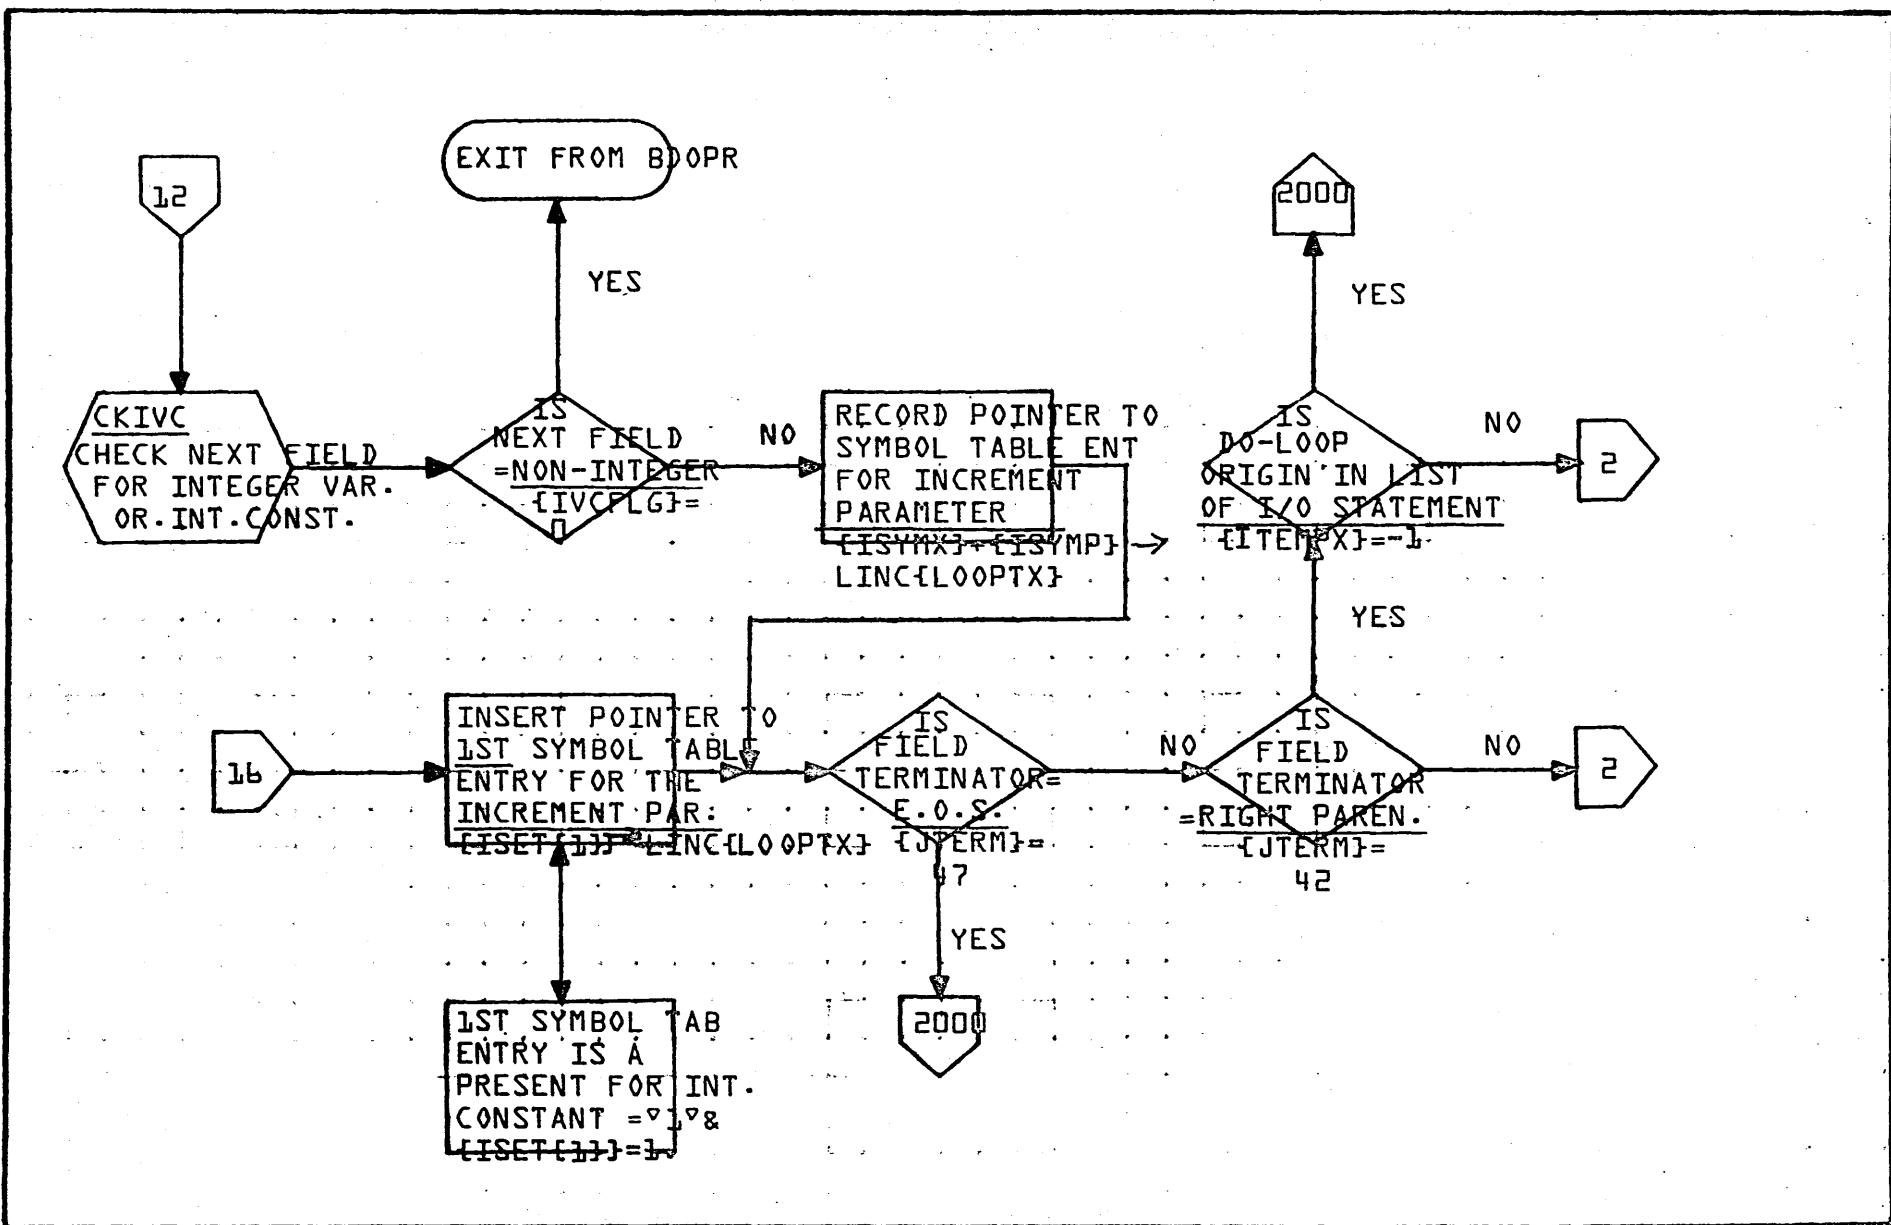 12
EXIT FROM BDOPR
2000
YES
YES
CKIVC
CHECK NEXT FIELD
FOR INTEGER VAR.
OR.INT.CONST.
IS
NEXT FIELD
=NON-INTEGER
{IVCFLG}=
0
NO
RECORD POINTER TO
SYMBOL TABLE ENT
FOR INCREMENT
PARAMETER
{ISYMX}+{ISYMP}→
LINC{LOOPTX}
IS
DO-LOOP
ORIGIN IN LIST
OF I/O STATEMENT
{ITEMPX}=-1
NO
2
YES
16
INSERT POINTER TO
1ST SYMBOL TABLE
ENTRY FOR THE
INCREMENT PAR:
{ISET{1}}→LINC{LOOPTX}
IS
FIELD
TERMINATOR=
E.O.S.
{JTERM}=
47
NO
IS
FIELD
TERMINATOR
=RIGHT PAREN.
{JTERM}=
42
NO
2
YES
2000
1ST SYMBOL TAB
ENTRY IS A
PRESENT FOR INT.
CONSTANT =▽1▽&
{ISET{1}}=1.